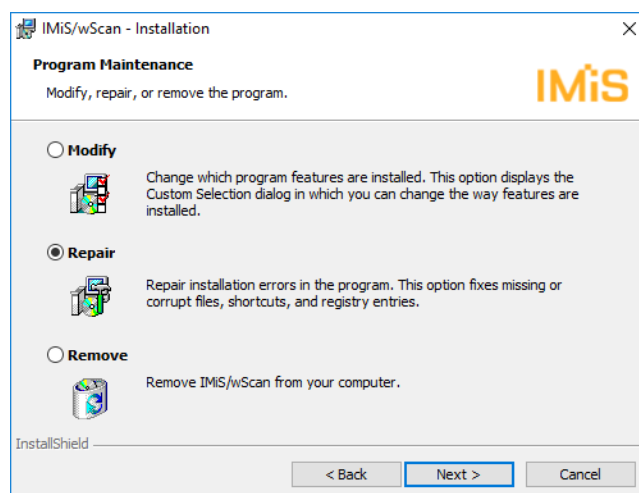 IMiS/wScan - Installation
Program Maintenance
Modify, repair, or remove the program.
IMiS
Modify
Change which program features are installed. This option displays the
Custom Selection dialog in which you can change the way features are
installed.
Repair
Repair installation errors in the program. This option fixes missing or
corrupt files, shortcuts, and registry entries.
Remove
Remove IMiS/wScan from your computer.
InstallShield
< Back Next > Cancel